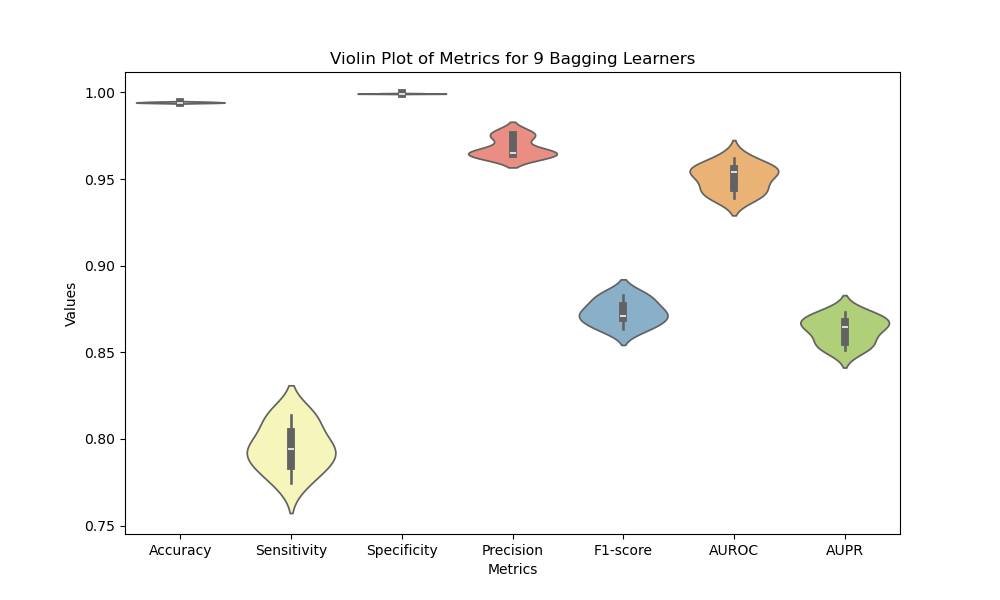 Violin Plot of Metrics for 9 Bagging Learners
Values
1.00
0.95
0.90
0.85
0.80
0.75
Accuracy Sensitivity Specificity Precision F1-score AUROC AUPR
Metrics